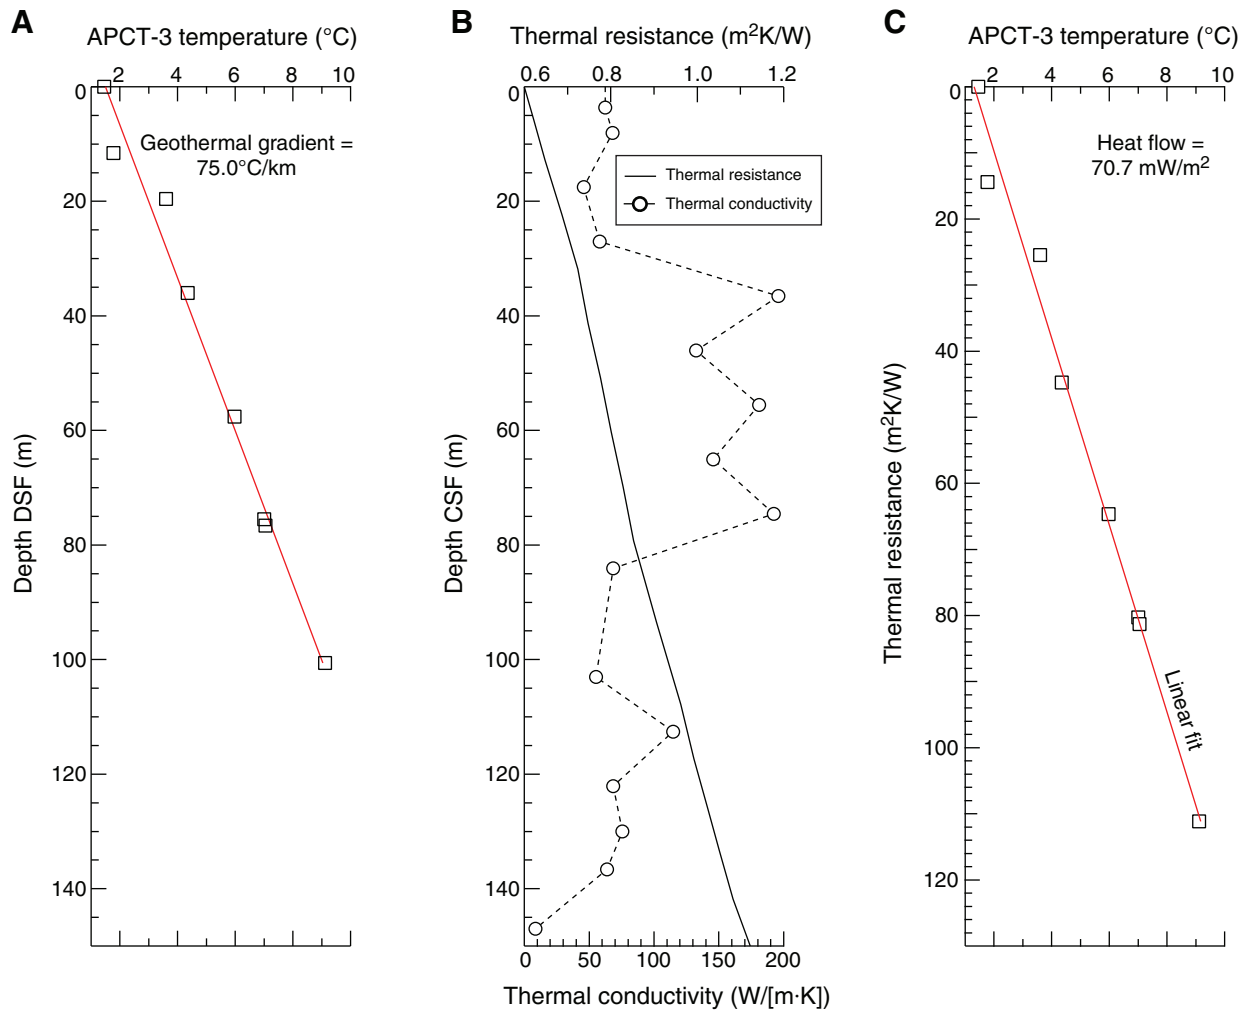 A
APCT-3 temperature (°C)
2 4 6 8 10
0
20
40
60
80
100
120
140
Depth DSF (m)
Geothermal gradient =
75.0°C/km
B
Thermal resistance (m²K/W)
0.6 0.8 1.0 1.2
0
20
40
60
80
100
120
140
Depth CSF (m)
Thermal resistance
Thermal conductivity
0 50 100 150 200
Thermal conductivity (W/[m·K])
C
APCT-3 temperature (°C)
2 4 6 8 10
0
20
40
60
80
100
120
Thermal resistance (m²K/W)
Heat flow =
70.7 mW/m²
Linear fit